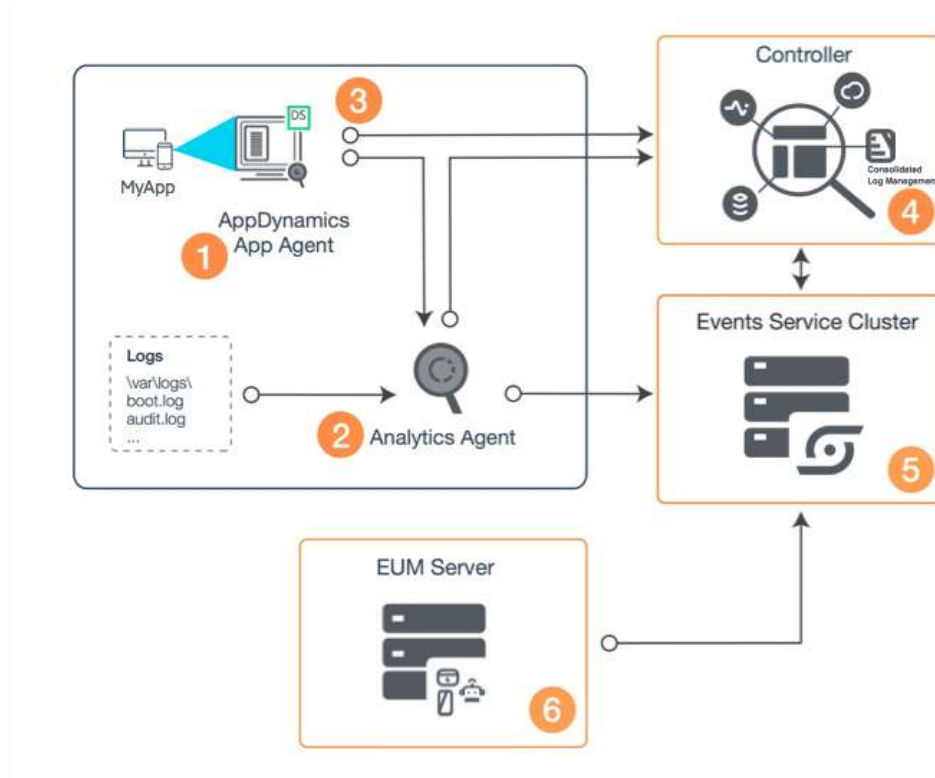 Controller
3
DS
MyApp
AppDynamics
App Agent
1
Consolidated
Log Management
4
Events Service Cluster
Logs
\var\logs\
boot.log
audit.log
...
2
Analytics Agent
5
EUM Server
6